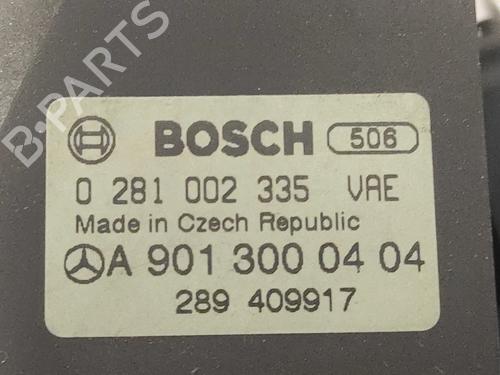 B-PARTS
BOSCH 506
0 281 002 335 VAE
Made in Czech Republic
A 901 300 04 04
289 409917